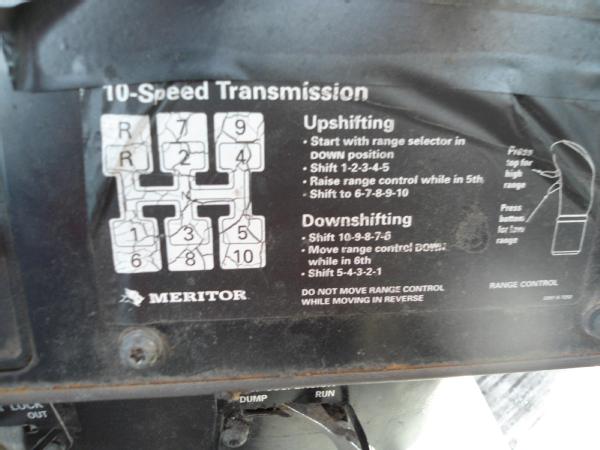 10-Speed Transmission
R 7 9
R 2 4
N
1 3 5
6 8 10
MERITOR
Upshifting
• Start with range selector in
DOWN position
• Shift 1-2-3-4-5
• Raise range control while in 5th
• Shift to 6-7-8-9-10
Downshifting
• Shift 10-9-8-7-6
• Move range control DOWN
while in 6th
• Shift 5-4-3-2-1
DO NOT MOVE RANGE CONTROL
WHILE MOVING IN REVERSE
Press
top for
high
range
Press
bottom
for low
range
RANGE CONTROL
LOCK
OUT
DUMP RUN